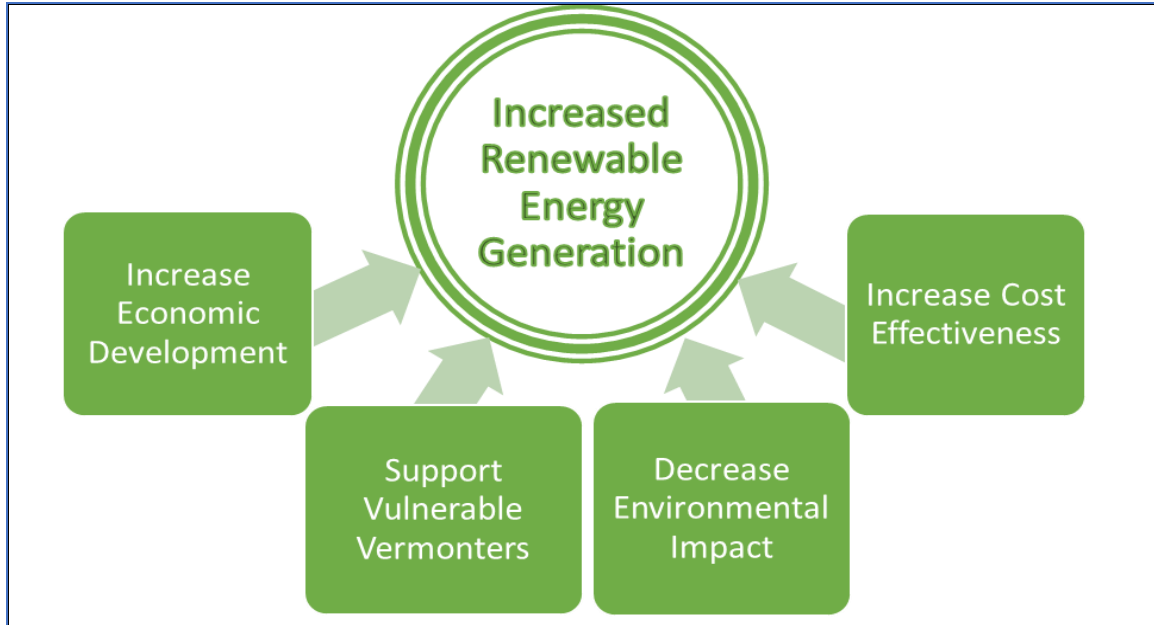 Increased
Renewable
Energy
Generation
Increase
Economic
Development
Support
Vulnerable
Vermonters
Decrease
Environmental
Impact
Increase Cost
Effectiveness